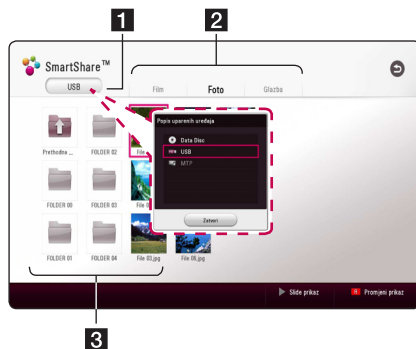 1
2
SmartShare™
USB
Film
Foto
Glazba
Popis uparenih uređaja
Data Disc
USB
MTP
Zatvori
Prethodna ...
FOLDER 02
FOLDER 00
FOLDER 03
FOLDER 01
FOLDER 04
File 03.jpg
File 06.jpg
Slide prikaz
R
Promjeni prikaz
3